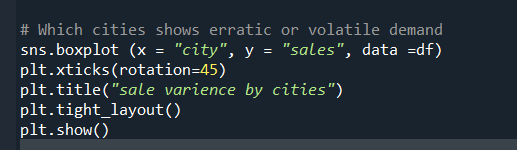 # Which cities shows erratic or volatile demand
sns.boxplot (x = "city", y = "sales", data =df)
plt.xticks(rotation=45)
plt.title("sale varience by cities")
plt.tight_layout()
plt.show()